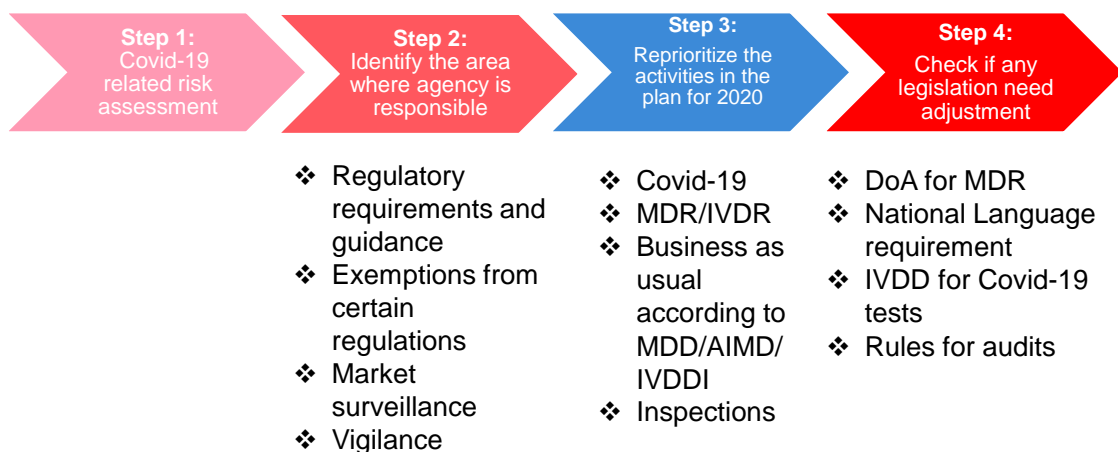 Step 1:
Covid-19
related risk
assessment
Step 2:
Identify the area
where agency is
responsible
Step 3:
Reprioritize the
activities in the
plan for 2020
Step 4:
Check if any
legislation need
adjustment
❖ Regulatory
requirements and
guidance
❖ Exemptions from
certain
regulations
❖ Market
surveillance
❖ Vigilance
❖ Covid-19
❖ MDR/IVDR
❖ Business as
usual
according to
MDD/AIMD/
IVDDI
❖ Inspections
❖ DoA for MDR
❖ National Language
requirement
❖ IVDD for Covid-19
tests
❖ Rules for audits